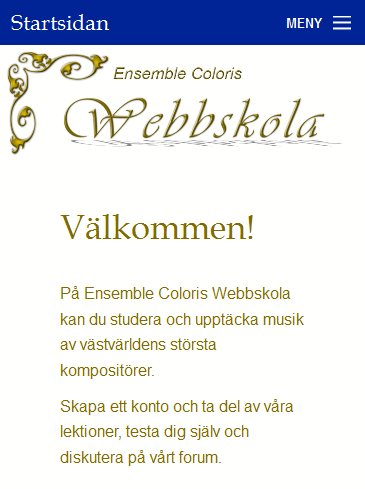 Startsidan MENY
Ensemble Coloris
Webbskola
Välkommen!
På Ensemble Coloris Webbskola
kan du studera och upptäcka musik
av västvärldens största
kompositörer.
Skapa ett konto och ta del av våra
lektioner, testa dig själv och
diskutera på vårt forum.